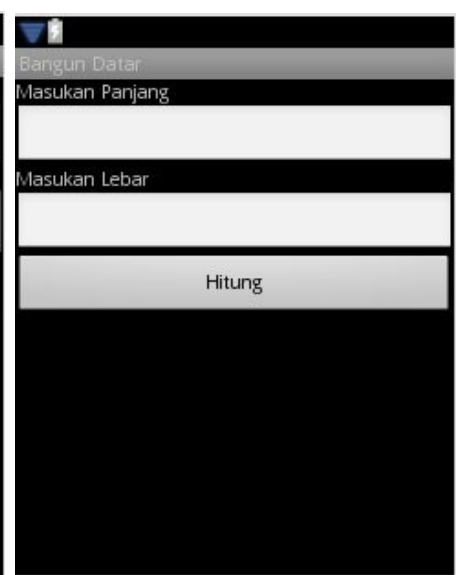 Bangun Datar
Masukan Panjang
Masukan Lebar
Hitung